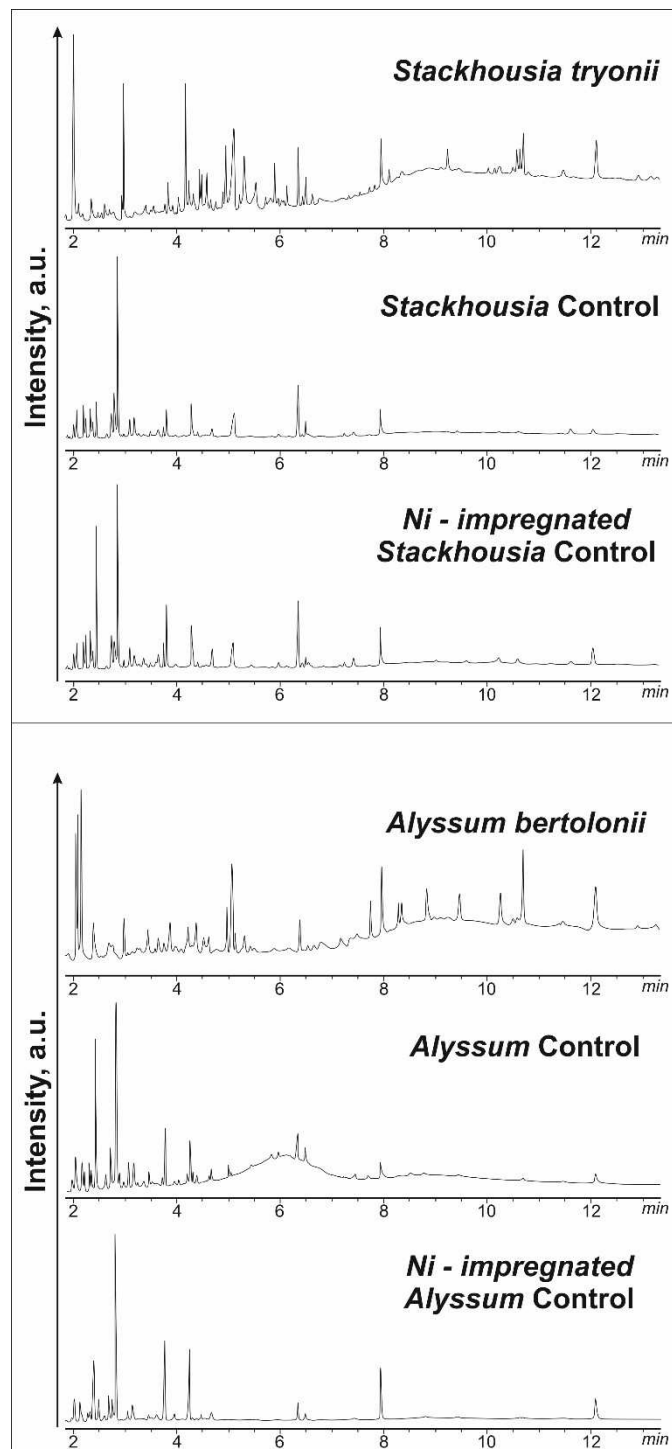 Intensity, a.u.
Stackhousia tryonii
2 4 6 8 10 12 min
Stackhousia Control
2 4 6 8 10 12 min
Ni - impregnated
Stackhousia Control
2 4 6 8 10 12 min
Intensity, a.u.
Alyssum bertolonii
2 4 6 8 10 12 min
Alyssum Control
2 4 6 8 10 12 min
Ni - impregnated
Alyssum Control
2 4 6 8 10 12 min